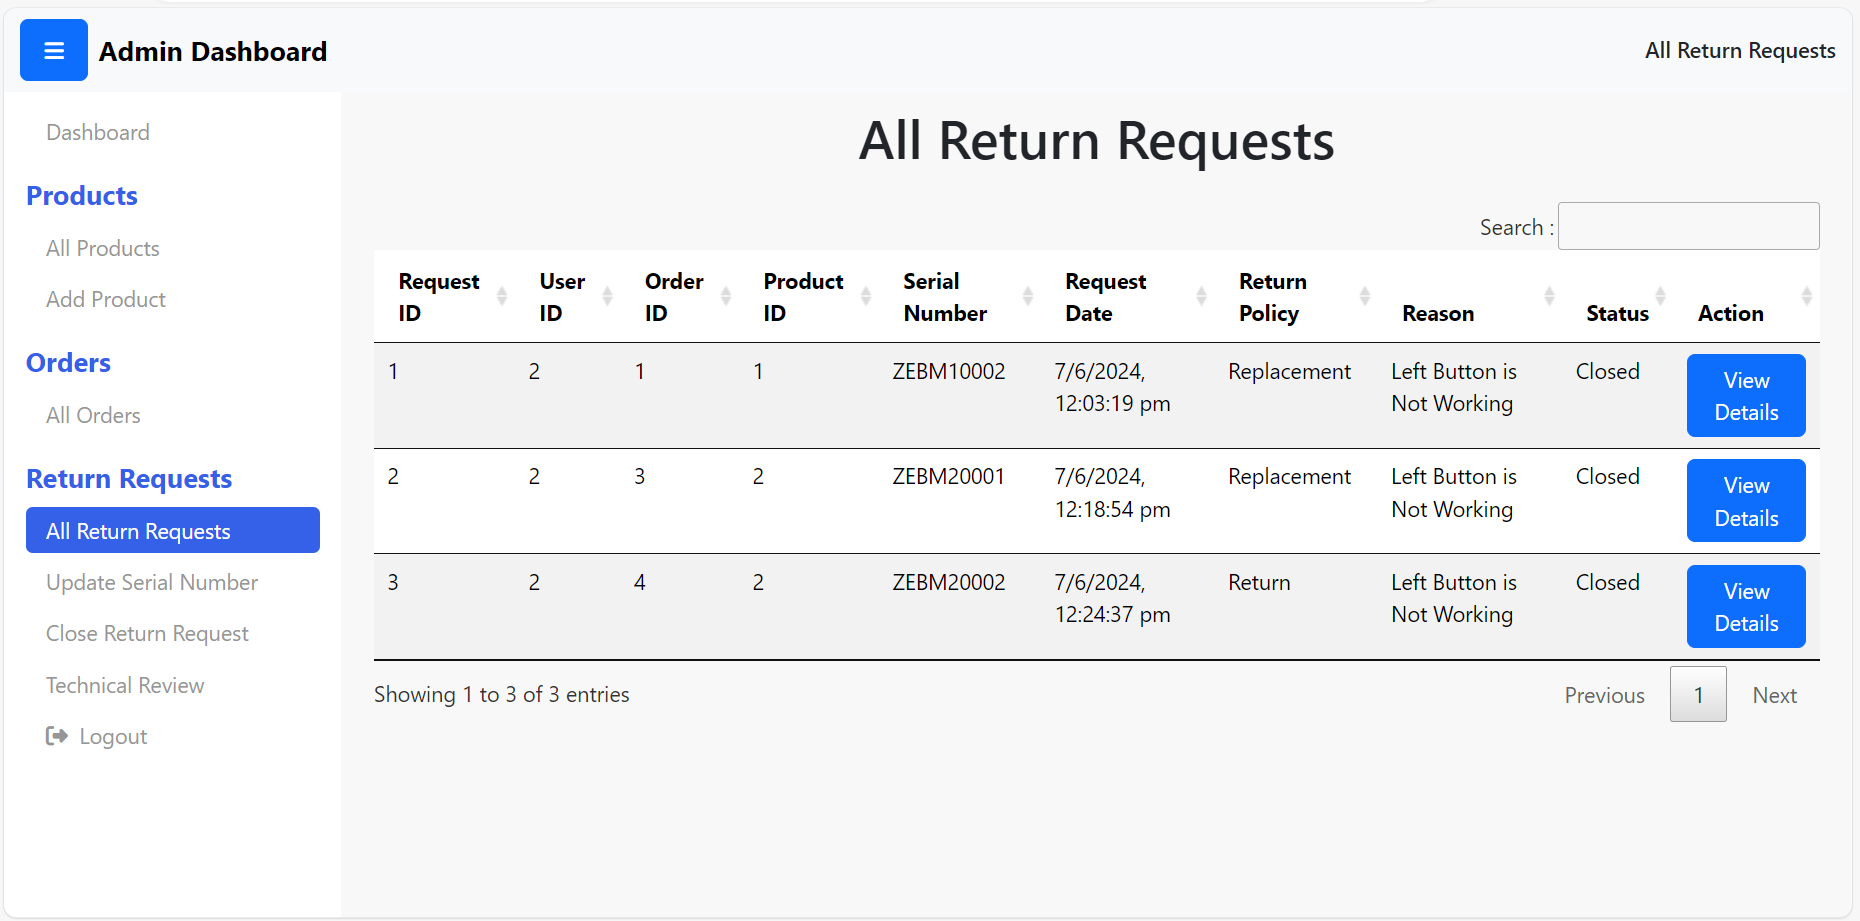 Admin Dashboard
All Return Requests
Dashboard
Products
All Products
Add Product
Orders
All Orders
Return Requests
All Return Requests
Update Serial Number
Close Return Request
Technical Review
Logout
All Return Requests
Search :
Request ID User ID Order ID Product ID Serial Number Request Date Return Policy Reason Status Action
1 2 1 1 ZEBM10002 7/6/2024, Replacement Left Button is Closed View
12:03:19 pm Not Working Details
2 2 3 2 ZEBM20001 7/6/2024, Replacement Left Button is Closed View
12:18:54 pm Not Working Details
3 2 4 2 ZEBM20002 7/6/2024, Return Left Button is Closed View
12:24:37 pm Not Working Details
Showing 1 to 3 of 3 entries
Previous 1 Next